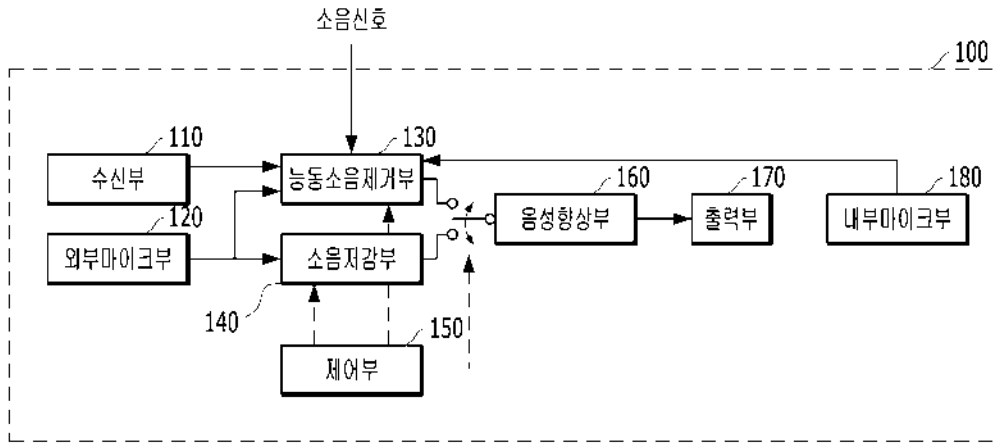 소음신호
100
110
수신부
130
능동소음제거부
120
외부마이크부
소음저감부
140
150
제어부
160
음성향상부
170
출력부
180
내부마이크부